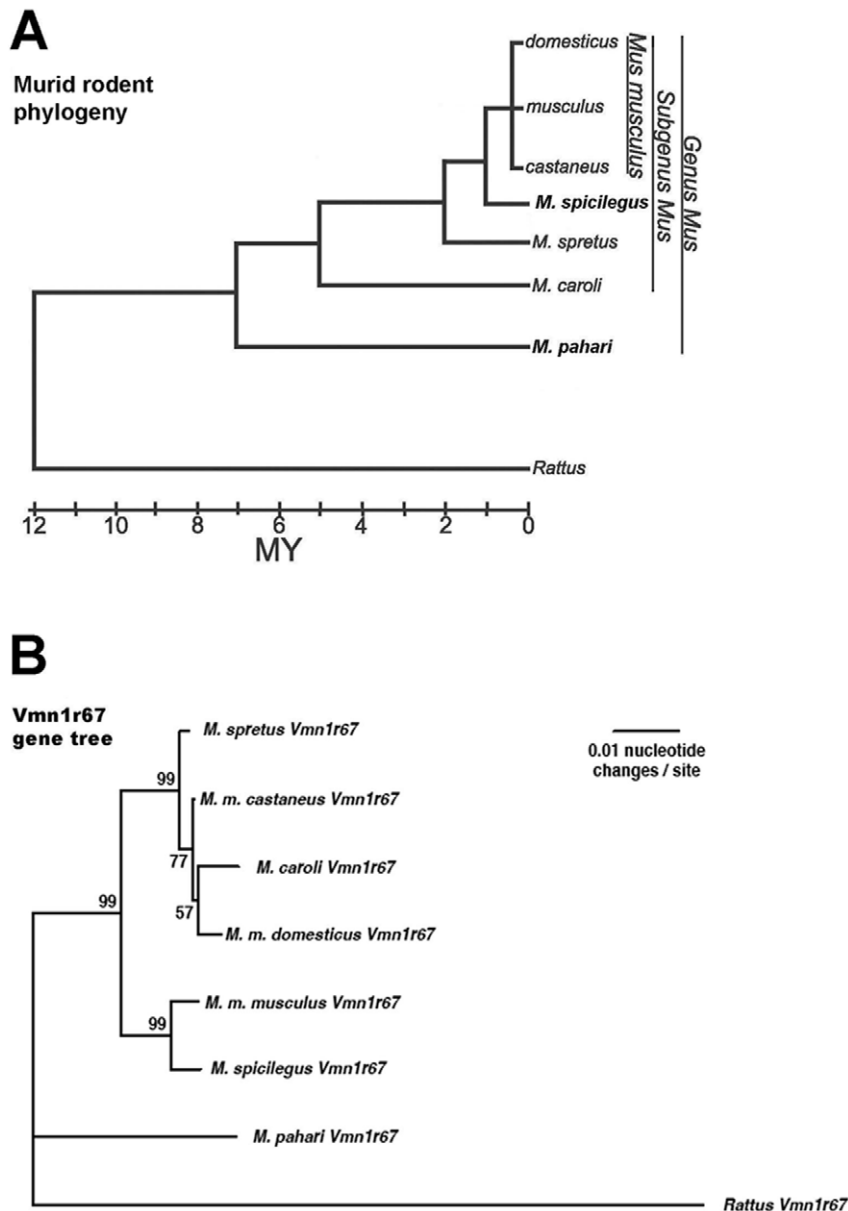 A
Murid rodent
phylogeny
domesticus
musculus
castaneus
M. spicilegus
M. spretus
M. caroli
M. pahari
Rattus
Mus musculus
Subgenus Mus
Genus Mus
12 10 8 6 4 2 0
MY
B
Vmn1r67
gene tree
M. spretus Vmn1r67
0.01 nucleotide
changes / site
99
M. m. castaneus Vmn1r67
77
M. caroli Vmn1r67
99
57
M. m. domesticus Vmn1r67
M. m. musculus Vmn1r67
99
M. spicilegus Vmn1r67
M. pahari Vmn1r67
Rattus Vmn1r67